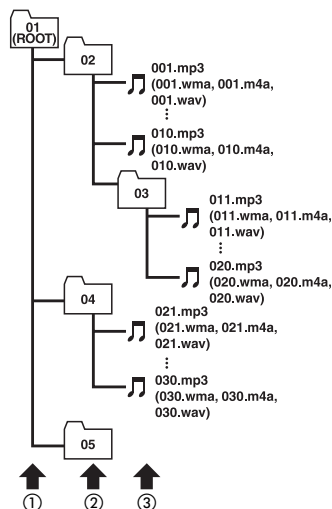 01
(ROOT)
02
001.mp3
(001.wma, 001.m4a,
001.wav)
⋮
010.mp3
(010.wma, 010.m4a,
010.wav)
03
011.mp3
(011.wma, 011.m4a,
011.wav)
⋮
020.mp3
(020.wma, 020.m4a,
020.wav)
04
021.mp3
(021.wma, 021.m4a,
021.wav)
⋮
030.mp3
(030.wma, 030.m4a,
030.wav)
05
① ② ③